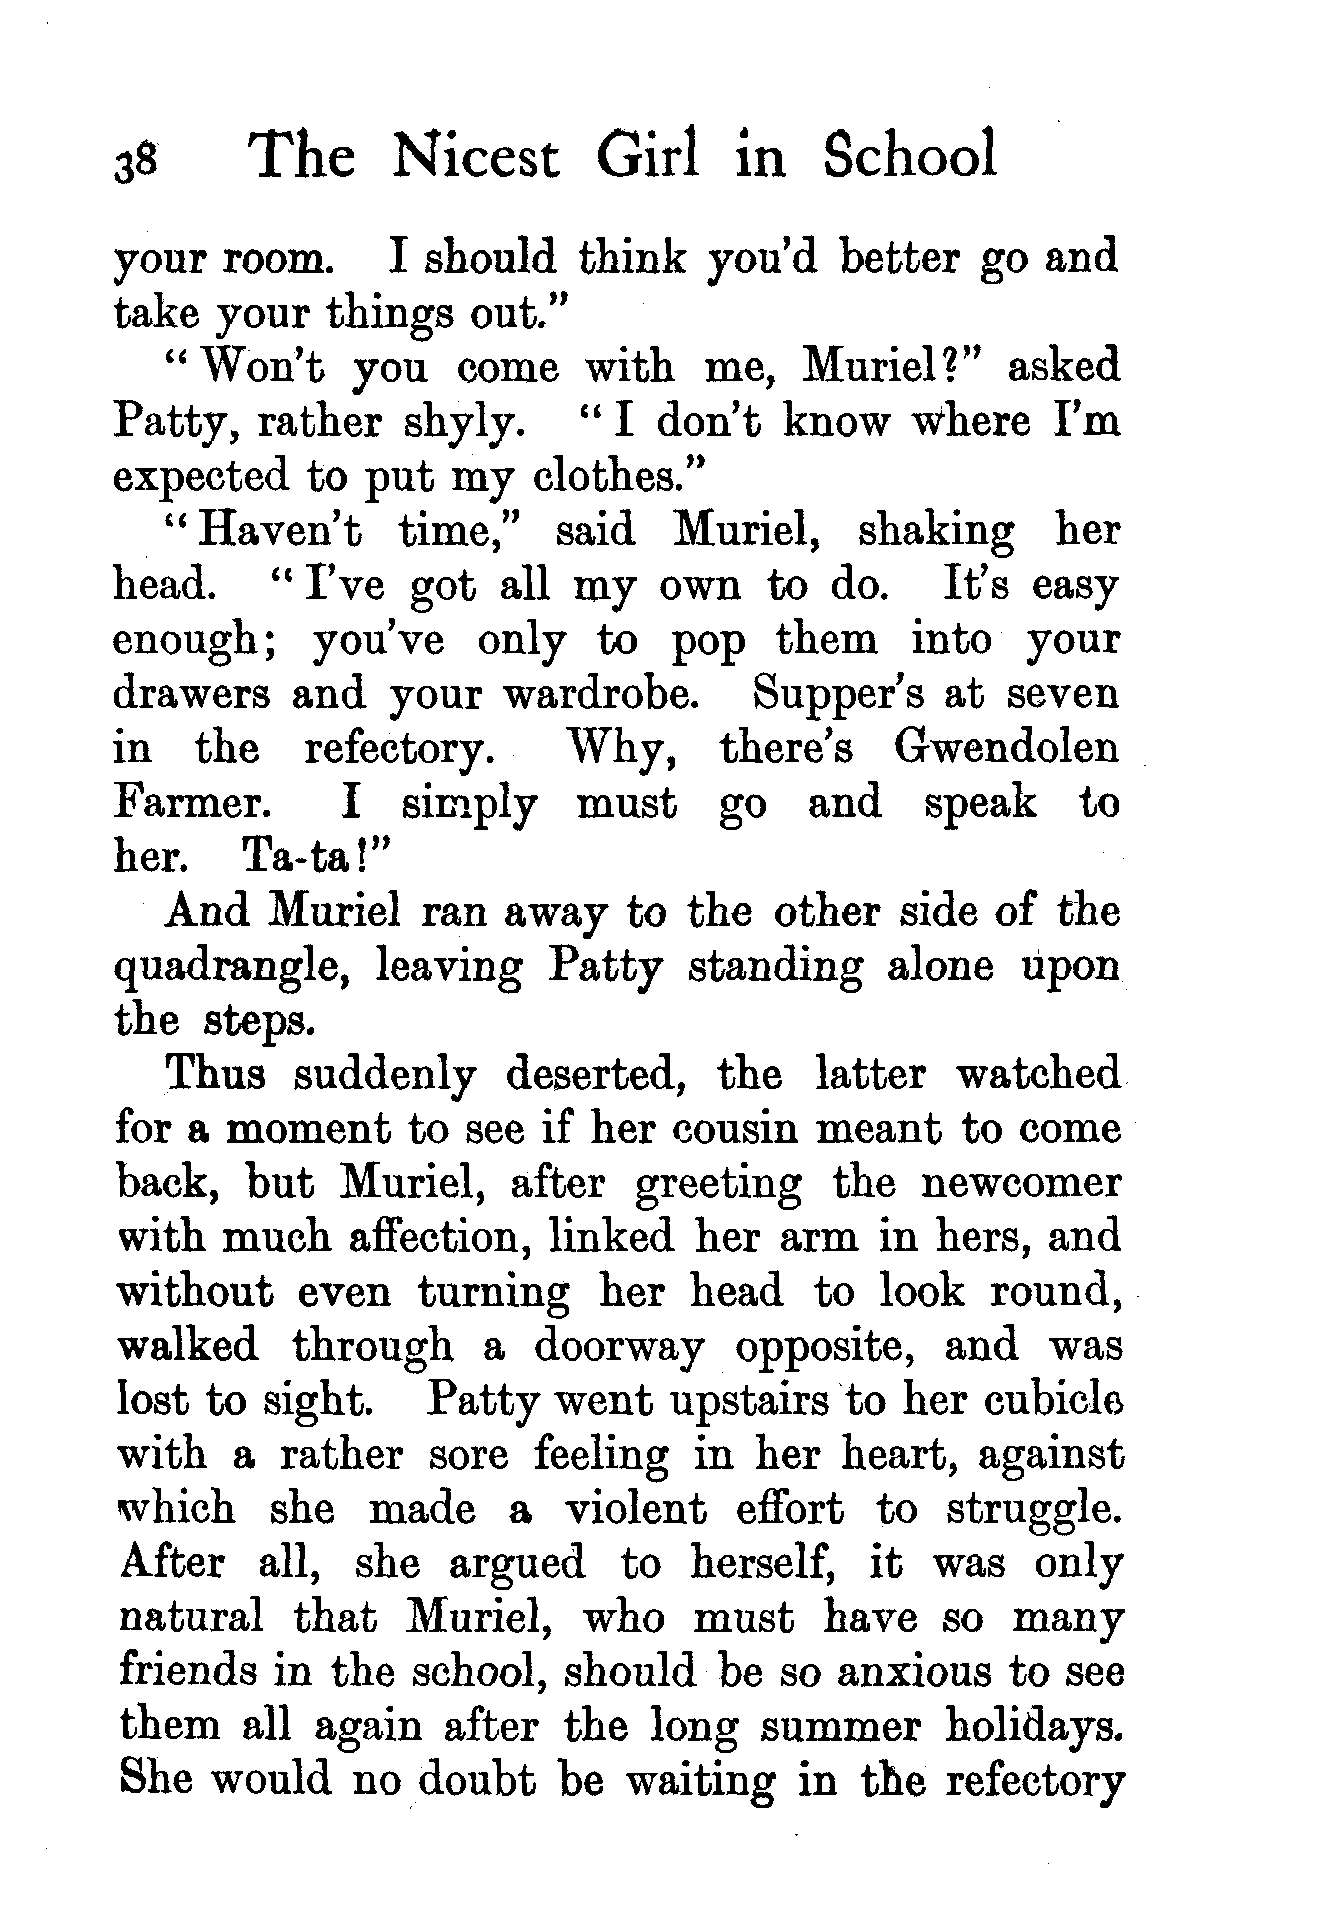 38 The Nicest Girl in School
your room. I should think you'd better go and
take your things out."
"Won't you come with me, Muriel?" asked
Patty, rather shyly. "I don't know where I'm
expected to put my clothes."
"Haven't time," said Muriel, shaking her
head. "I've got all my own to do. It's easy
enough; you've only to pop them into your
drawers and your wardrobe. Supper's at seven
in the refectory. Why, there's Gwendolen
Farmer. I simply must go and speak to
her. Ta-ta!"
And Muriel ran away to the other side of the
quadrangle, leaving Patty standing alone upon
the steps.
Thus suddenly deserted, the latter watched
for a moment to see if her cousin meant to come
back, but Muriel, after greeting the newcomer
with much affection, linked her arm in hers, and
without even turning her head to look round,
walked through a doorway opposite, and was
lost to sight. Patty went upstairs to her cubicle
with a rather sore feeling in her heart, against
which she made a violent effort to struggle.
After all, she argued to herself, it was only
natural that Muriel, who must have so many
friends in the school, should be so anxious to see
them all again after the long summer holidays.
She would no doubt be waiting in the refectory